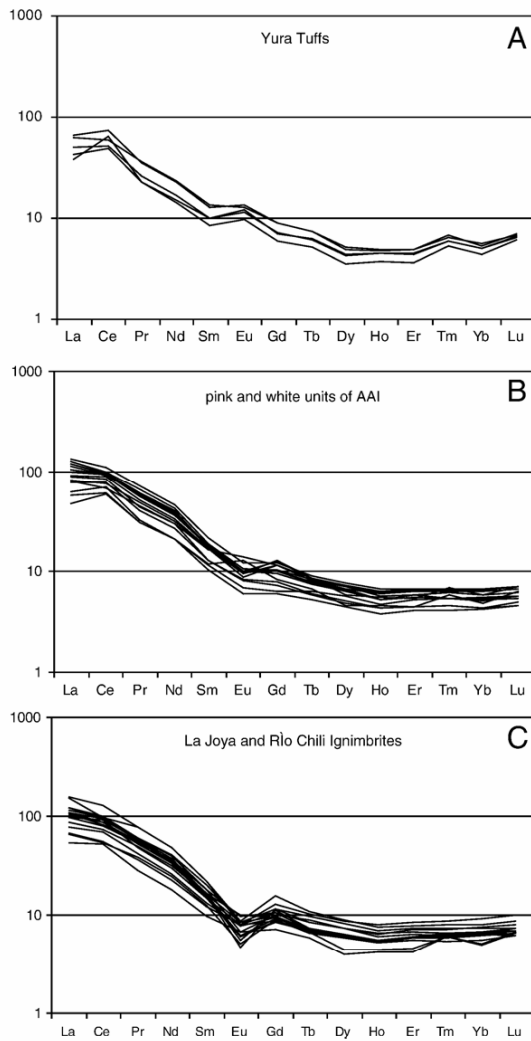 1000
Yura Tuffs
A
100
10
1
La Ce Pr Nd Sm Eu Gd Tb Dy Ho Er Tm Yb Lu
1000
pink and white units of AAI
B
100
10
1
La Ce Pr Nd Sm Eu Gd Tb Dy Ho Er Tm Yb Lu
1000
La Joya and RÌo Chili Ignimbrites
C
100
10
1
La Ce Pr Nd Sm Eu Gd Tb Dy Ho Er Tm Yb Lu